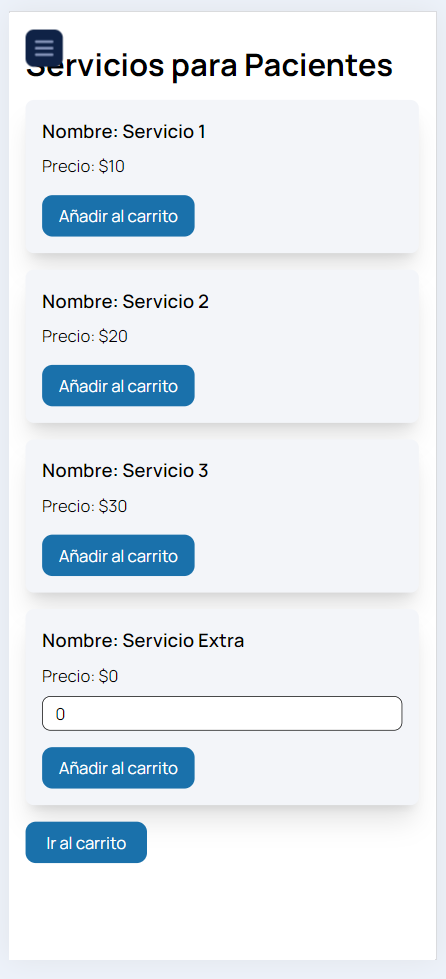 Servicios para Pacientes
Nombre: Servicio 1
Precio: $10
Añadir al carrito
Nombre: Servicio 2
Precio: $20
Añadir al carrito
Nombre: Servicio 3
Precio: $30
Añadir al carrito
Nombre: Servicio Extra
Precio: $0
0
Añadir al carrito
Ir al carrito